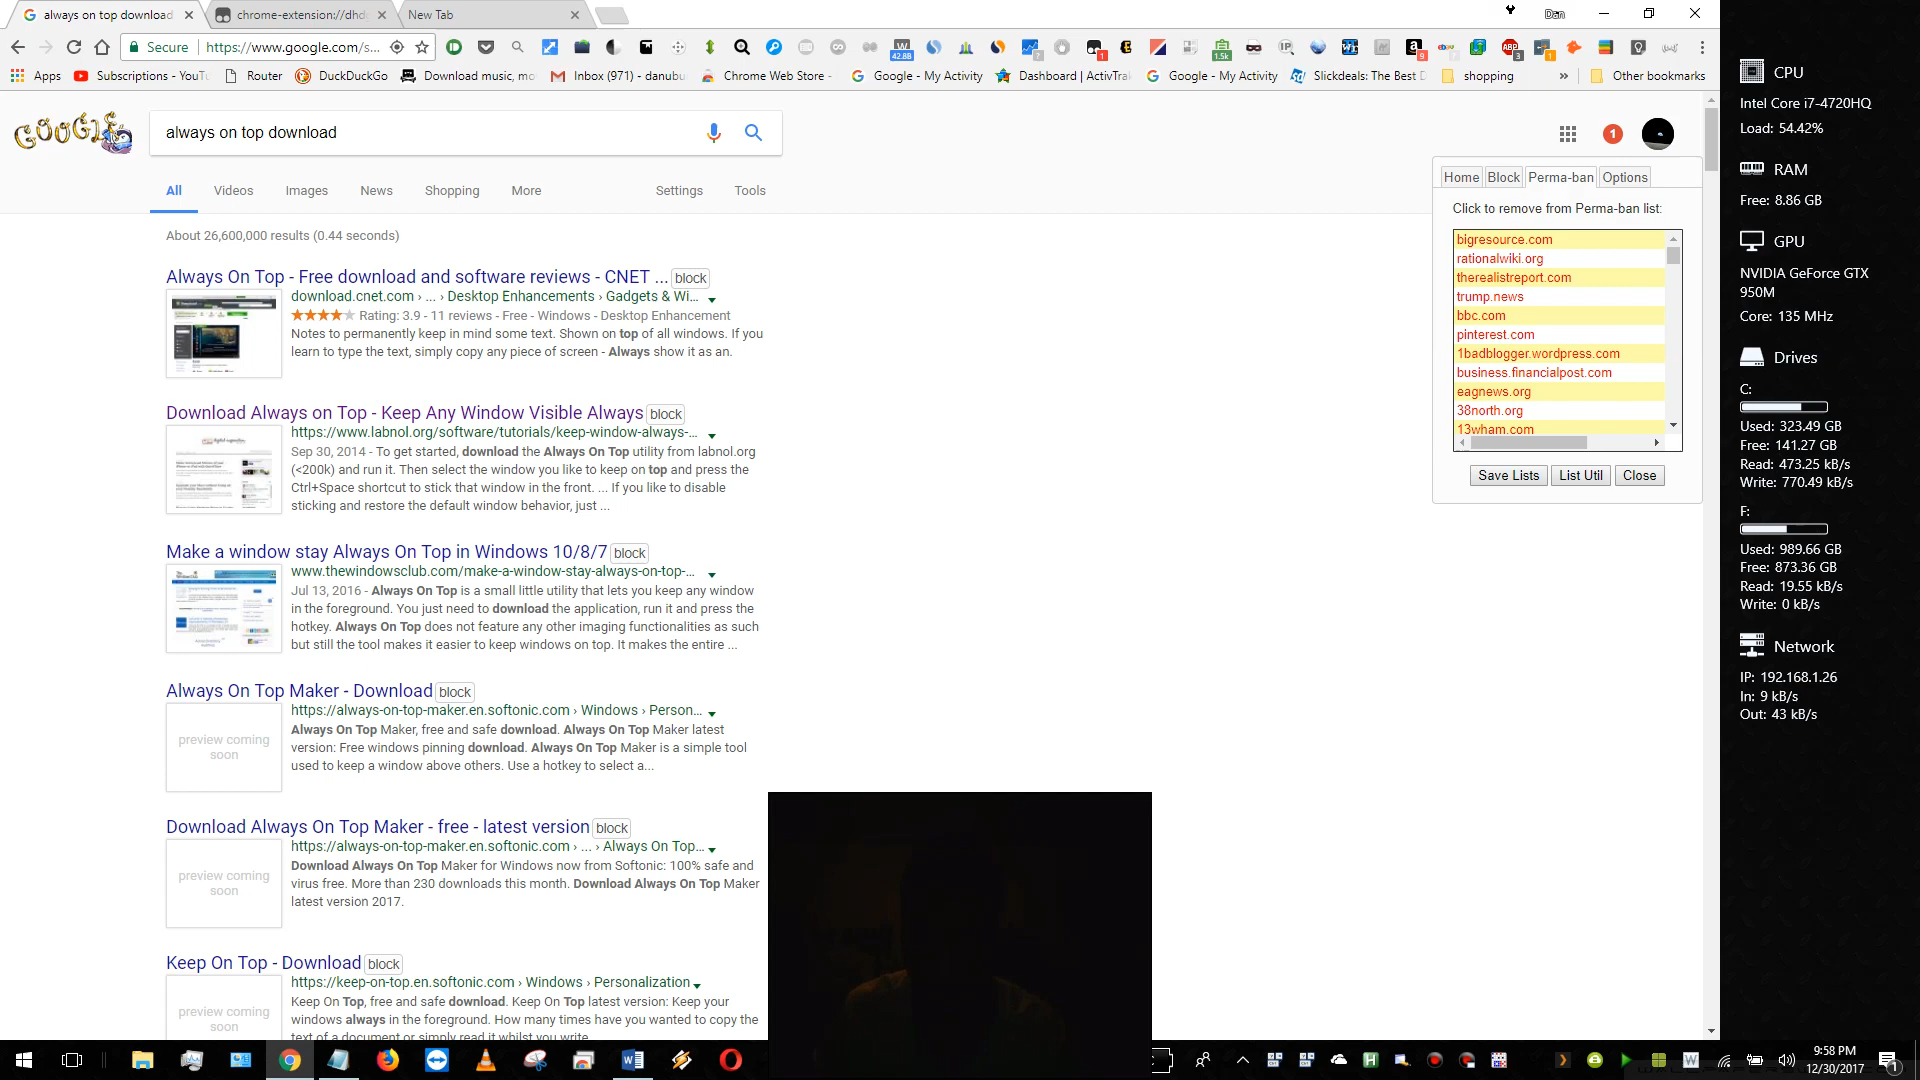 always on top download
chrome-extension://dhd
New Tab
Dan
Secure https://www.google.com/s...
42.8B
?
1
1.5k
9
3
1
Apps
Subscriptions - YouTu
Router
DuckDuckGo
Download music, mo
Inbox (971) - danubu
Chrome Web Store -
Google - My Activity
Dashboard | ActivTrak
Google - My Activity
Slickdeals: The Best D
shopping
»
Other bookmarks
always on top download
1
All
Videos
Images
News
Shopping
More
Settings
Tools
About 26,600,000 results (0.44 seconds)
Always On Top - Free download and software reviews - CNET ... block
download.cnet.com › ... › Desktop Enhancements › Gadgets & Wi...
Rating: 3.9 - 11 reviews - Free - Windows - Desktop Enhancement
Notes to permanently keep in mind some text. Shown on top of all windows. If you
learn to type the text, simply copy any piece of screen - Always show it as an.
Download Always on Top - Keep Any Window Visible Always block
https://www.labnol.org/software/tutorials/keep-window-always-...
Sep 30, 2014 - To get started, download the Always On Top utility from labnol.org
(<200k) and run it. Then select the window you like to keep on top and press the
Ctrl+Space shortcut to stick that window in the front. ... If you like to disable
sticking and restore the default window behavior, just ...
Make a window stay Always On Top in Windows 10/8/7 block
www.thewindowsclub.com/make-a-window-stay-always-on-top-...
Jul 13, 2016 - Always On Top is a small little utility that lets you keep any window
in the foreground. You just need to download the application, run it and press the
hotkey. Always On Top does not feature any other imaging functionalities as such
but still the tool makes it easier to keep windows on top. It makes the entire ...
Always On Top Maker - Download block
https://always-on-top-maker.en.softonic.com › Windows › Person...
preview coming
soon
Always On Top Maker, free and safe download. Always On Top Maker latest
version: Free windows pinning download. Always On Top Maker is a simple tool
used to keep a window above others. Use a hotkey to select a...
Download Always On Top Maker - free - latest version block
https://always-on-top-maker.en.softonic.com › ... › Always On Top...
preview coming
soon
Download Always On Top Maker for Windows now from Softonic: 100% safe and
virus free. More than 230 downloads this month. Download Always On Top Maker
latest version 2017.
Keep On Top - Download block
https://keep-on-top.en.softonic.com › Windows › Personalization
preview coming
soon
Keep On Top, free and safe download. Keep On Top latest version: Keep your
windows always in the foreground. How many times have you wanted to copy the
text of a document or simply read it whilst you write
Home
Block
Perma-ban
Options
Click to remove from Perma-ban list:
bigresource.com
rationalwiki.org
therealistreport.com
trump.news
bbc.com
pinterest.com
1badblogger.wordpress.com
business.financialpost.com
eagnews.org
38north.org
13wham.com
Save Lists
List Util
Close
CPU
Intel Core i7-4720HQ
Load: 54.42%
RAM
Free: 8.86 GB
GPU
NVIDIA GeForce GTX
950M
Core: 135 MHz
Drives
C:
Used: 323.49 GB
Free: 141.27 GB
Read: 473.25 kB/s
Write: 770.49 kB/s
F:
Used: 989.66 GB
Free: 873.36 GB
Read: 19.55 kB/s
Write: 0 kB/s
Network
IP: 192.168.1.26
In: 9 kB/s
Out: 43 kB/s
9:58 PM
12/30/2017
1